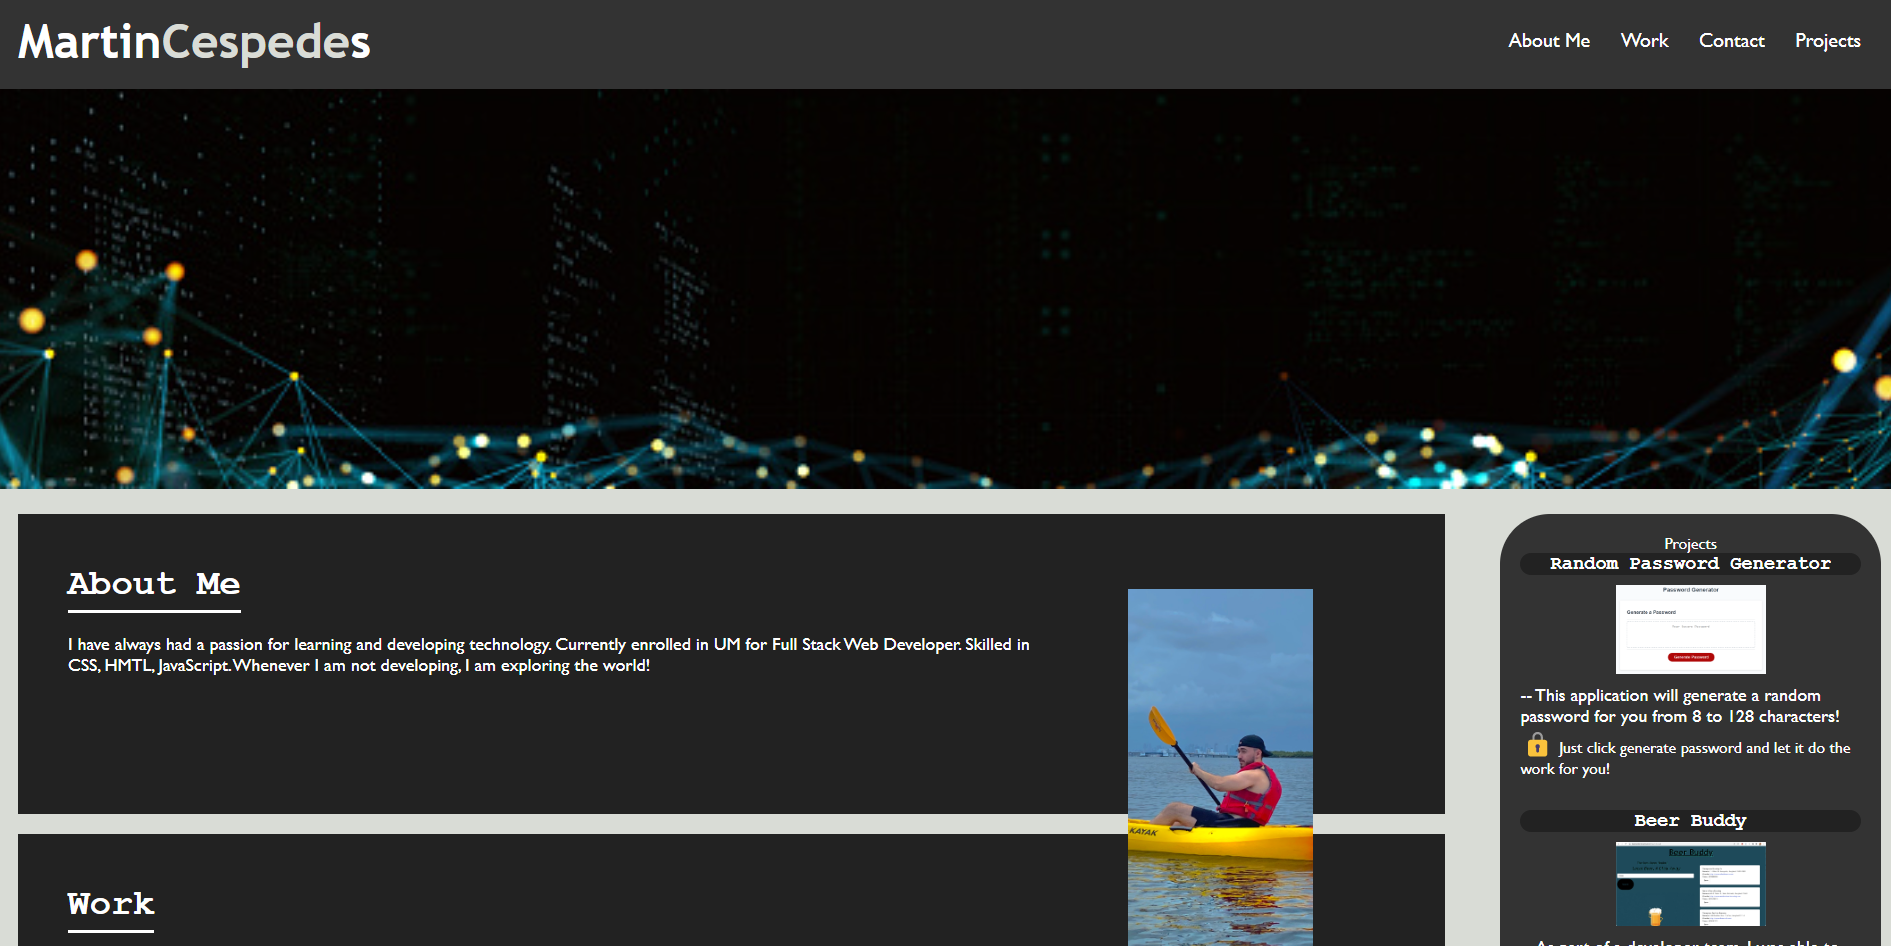 MartinCespedes
About Me Work Contact Projects
About Me
I have always had a passion for learning and developing technology. Currently enrolled in UM for Full Stack Web Developer. Skilled in
CSS, HMTL, JavaScript. Whenever I am not developing, I am exploring the world!
KAYAK
Work
Projects
Random Password Generator
Password Generator
Generate a Password
Generate Password
-- This application will generate a random
password for you from 8 to 128 characters!
Just click generate password and let it do the
work for you!
Beer Buddy
Beer Buddy